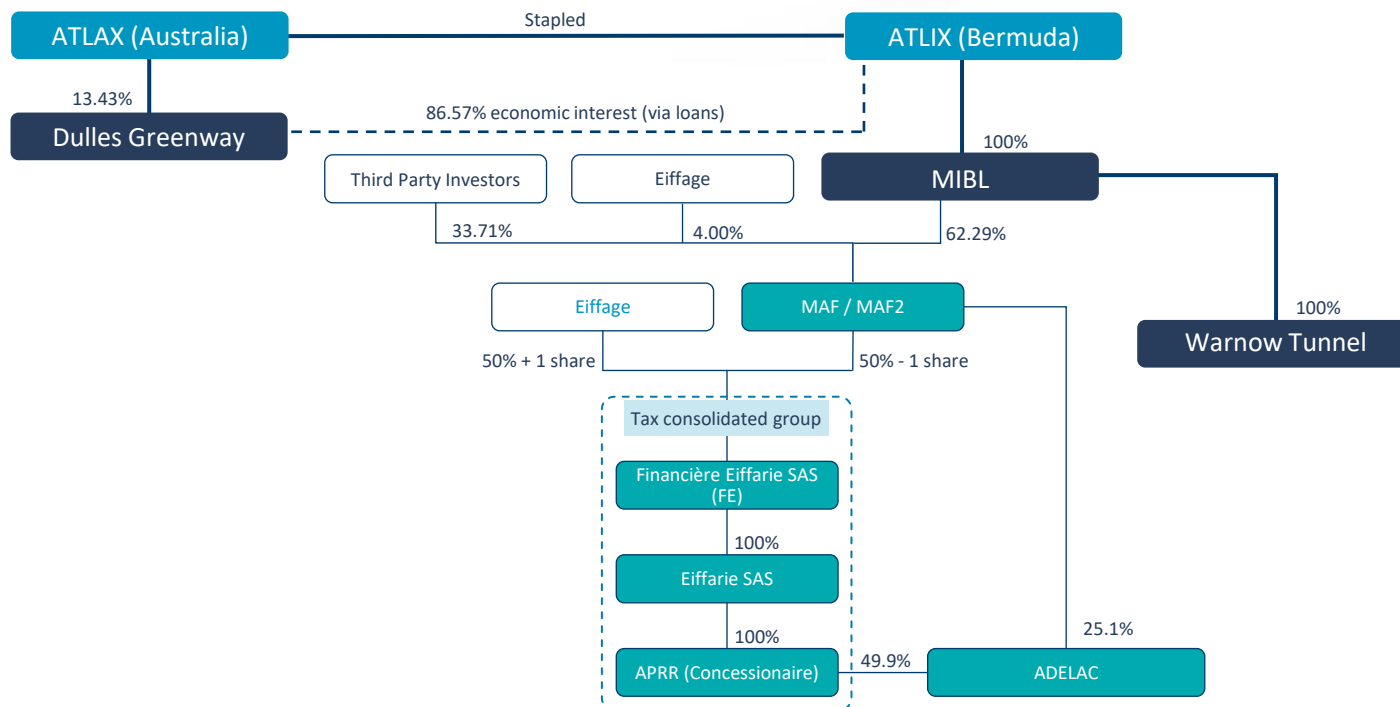 Stapled
ATLAX (Australia)
ATLIX (Bermuda)
13.43%
86.57% economic interest (via loans)
Dulles Greenway
100%
Third Party Investors
Eiffage
MIBL
33.71%
4.00%
62.29%
Eiffage
MAF / MAF2
100%
Warnow Tunnel
50% + 1 share
50% - 1 share
Tax consolidated group
Financière Eiffarie SAS
(FE)
100%
Eiffarie SAS
100%
25.1%
APRR (Concessionaire)
49.9%
ADELAC